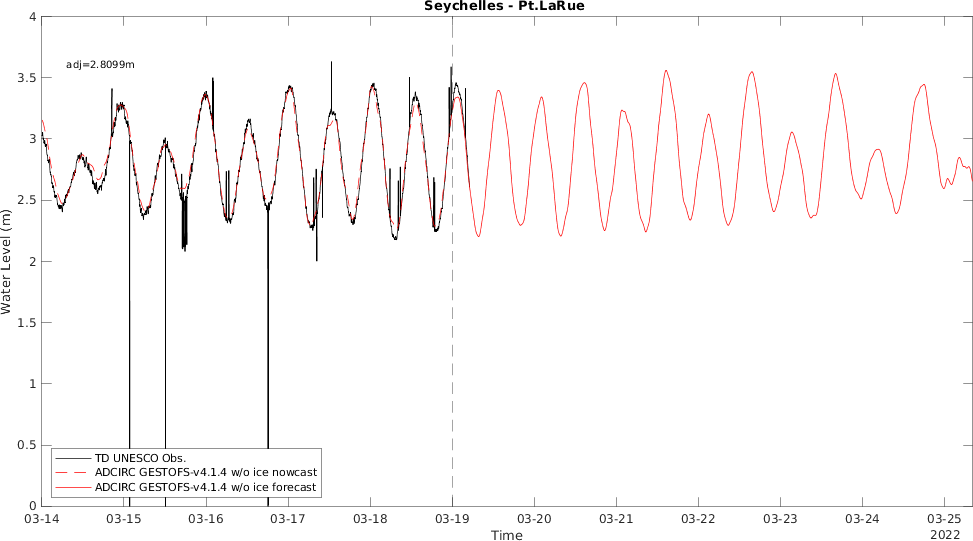 Seychelles - Pt.LaRue
4
adj=2.8099m
3.5
3
2.5
2
1.5
1
0.5
0
Water Level (m)
TD UNESCO Obs.
ADCIRC GESTOFS-v4.1.4 w/o ice nowcast
ADCIRC GESTOFS-v4.1.4 w/o ice forecast
03-14 03-15 03-16 03-17 03-18 03-19 03-20 03-21 03-22 03-23 03-24 03-25
2022
Time